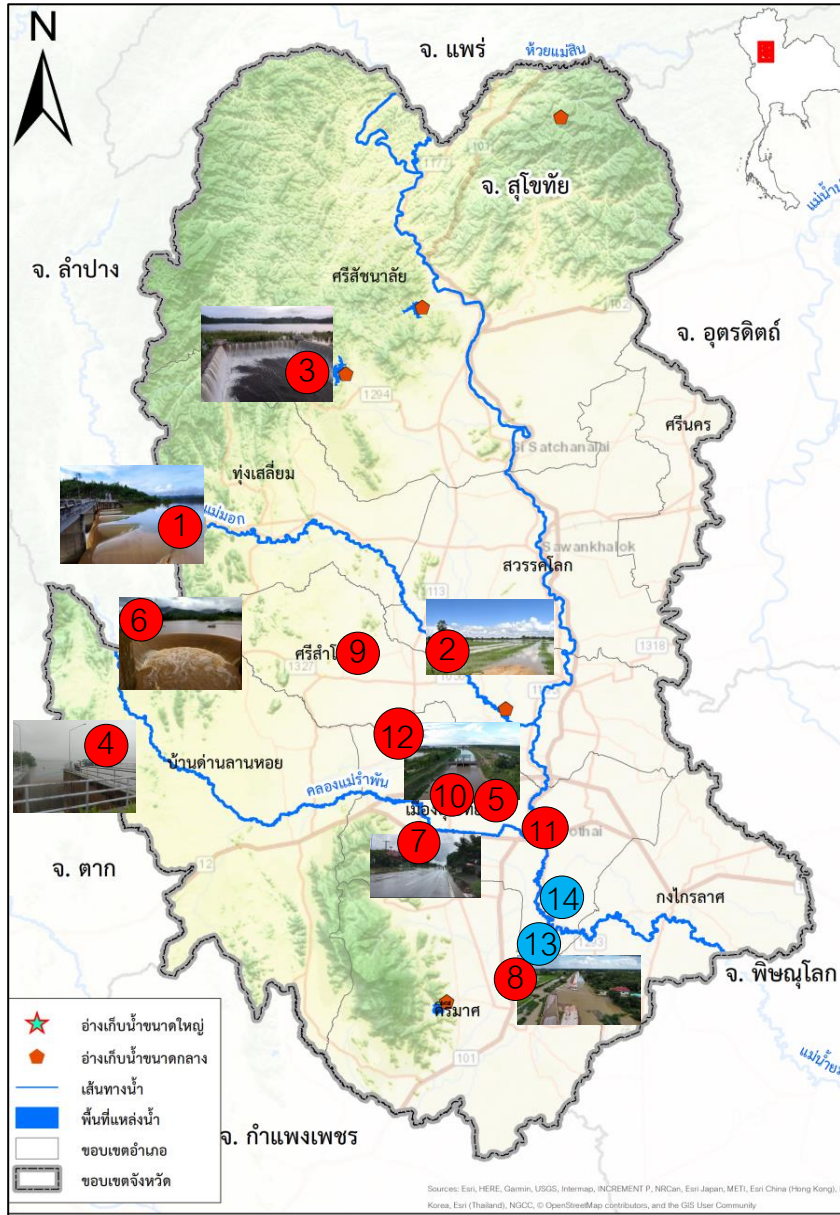 N
จ. แพร่
ห้วยแม่สิน
101
1177
จ. สุโขทัย
จ. ลำปาง
ศรีสัชนาลัย
102
จ. อุตรดิตถ์
3
1294
ศรีนคร
Si Satchanalai
ทุ่งเสลี่ยม
แม่มอก
1
Sawankhalok
สวรรคโลก
113
6
9
2
1318
1327
4
12
บ้านด่านลานหอย
คลองแม่รำพัน
10
5
7
11
จ. ตาก
12
14
กงไกรลาศ
13
จ. พิษณุโลก
8
คีรีมาศ
101
จ. กำแพงเพชร
อ่างเก็บน้ำขนาดใหญ่
อ่างเก็บน้ำขนาดกลาง
เส้นทางน้ำ
พื้นที่แหล่งน้ำ
ขอบเขตอำเภอ
ขอบเขตจังหวัด
Sources: Esri, HERE, Garmin, USGS, Intermap, INCREMENT P, NRCan, Esri Japan, METI, Esri China (Hong Kong),
Korea, Esri (Thailand), NGCC, © OpenStreetMap contributors, and the GIS User Community